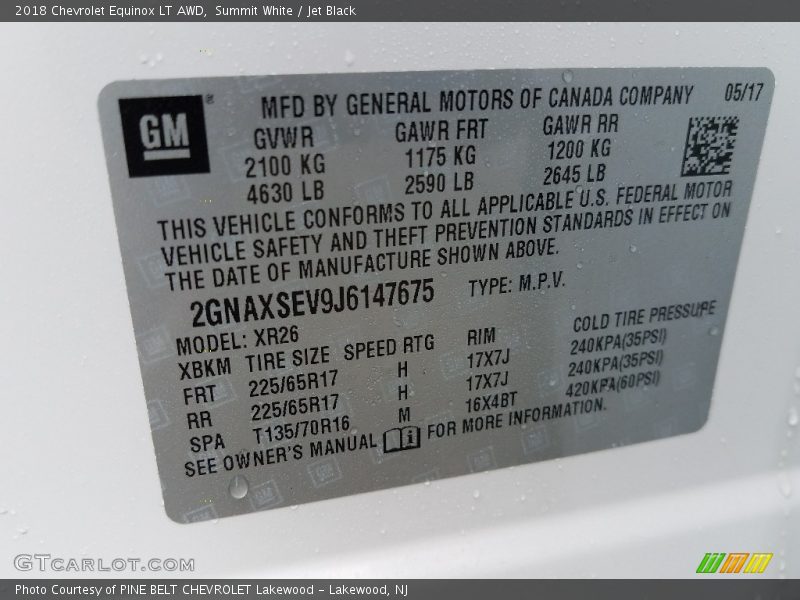 2018 Chevrolet Equinox LT AWD, Summit White / Jet Black
GM ®
MFD BY GENERAL MOTORS OF CANADA COMPANY 05/17
GVWR GAWR FRT GAWR RR
2100 KG 1175 KG 1200 KG
4630 LB 2590 LB 2645 LB
THIS VEHICLE CONFORMS TO ALL APPLICABLE U.S. FEDERAL MOTOR
VEHICLE SAFETY AND THEFT PREVENTION STANDARDS IN EFFECT ON
THE DATE OF MANUFACTURE SHOWN ABOVE.
2GNAXSEV9J6147675 TYPE: M.P.V.
MODEL: XR26
XBKM TIRE SIZE SPEED RTG RIM COLD TIRE PRESSURE
FRT 225/65R17 H 17X7J 240KPA(35PSI)
RR 225/65R17 H 17X7J 240KPA(35PSI)
SPA T135/70R16 M 16X4BT 420KPA(60PSI)
SEE OWNER'S MANUAL i FOR MORE INFORMATION.
GTCARLOT.COM
Photo Courtesy of PINE BELT CHEVROLET Lakewood - Lakewood, NJ